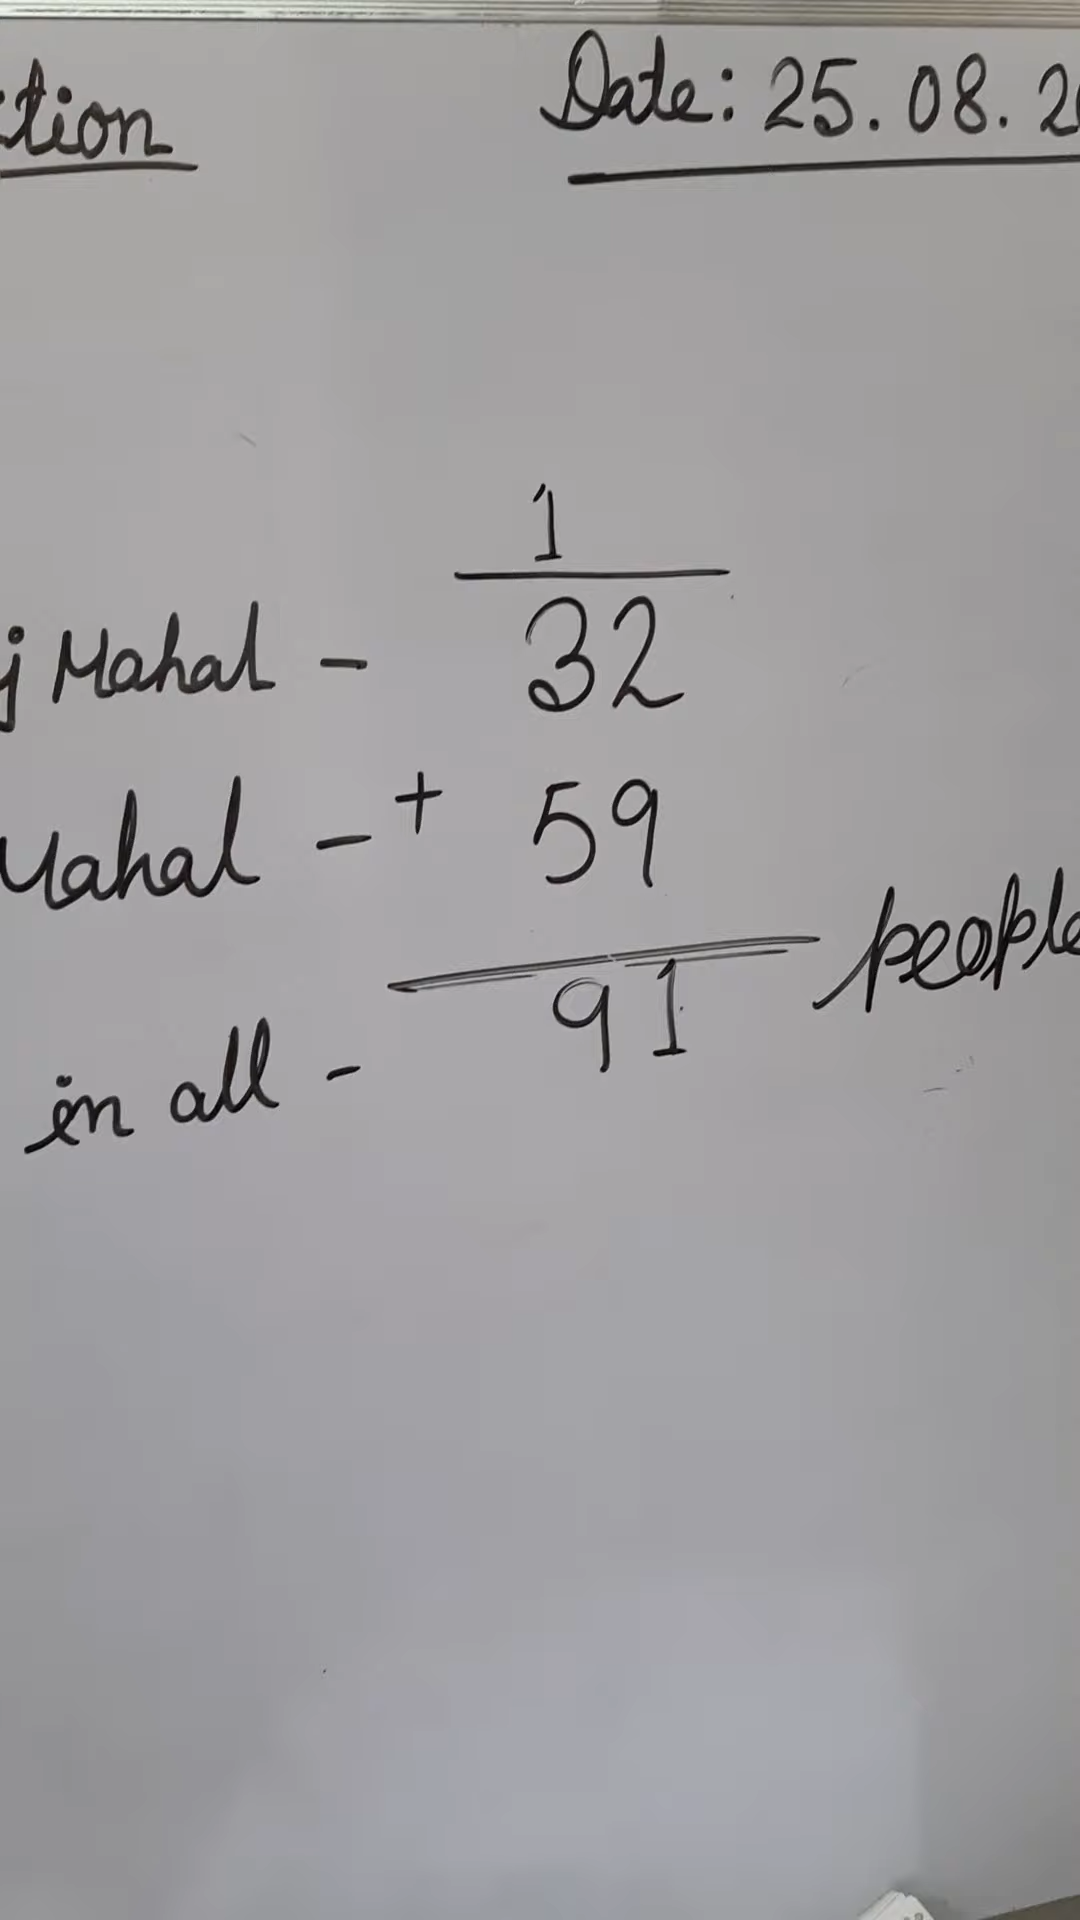 tion Date: 25.08.2
1
j Mahal - 32
Mahal - + 59
in all - 91 people